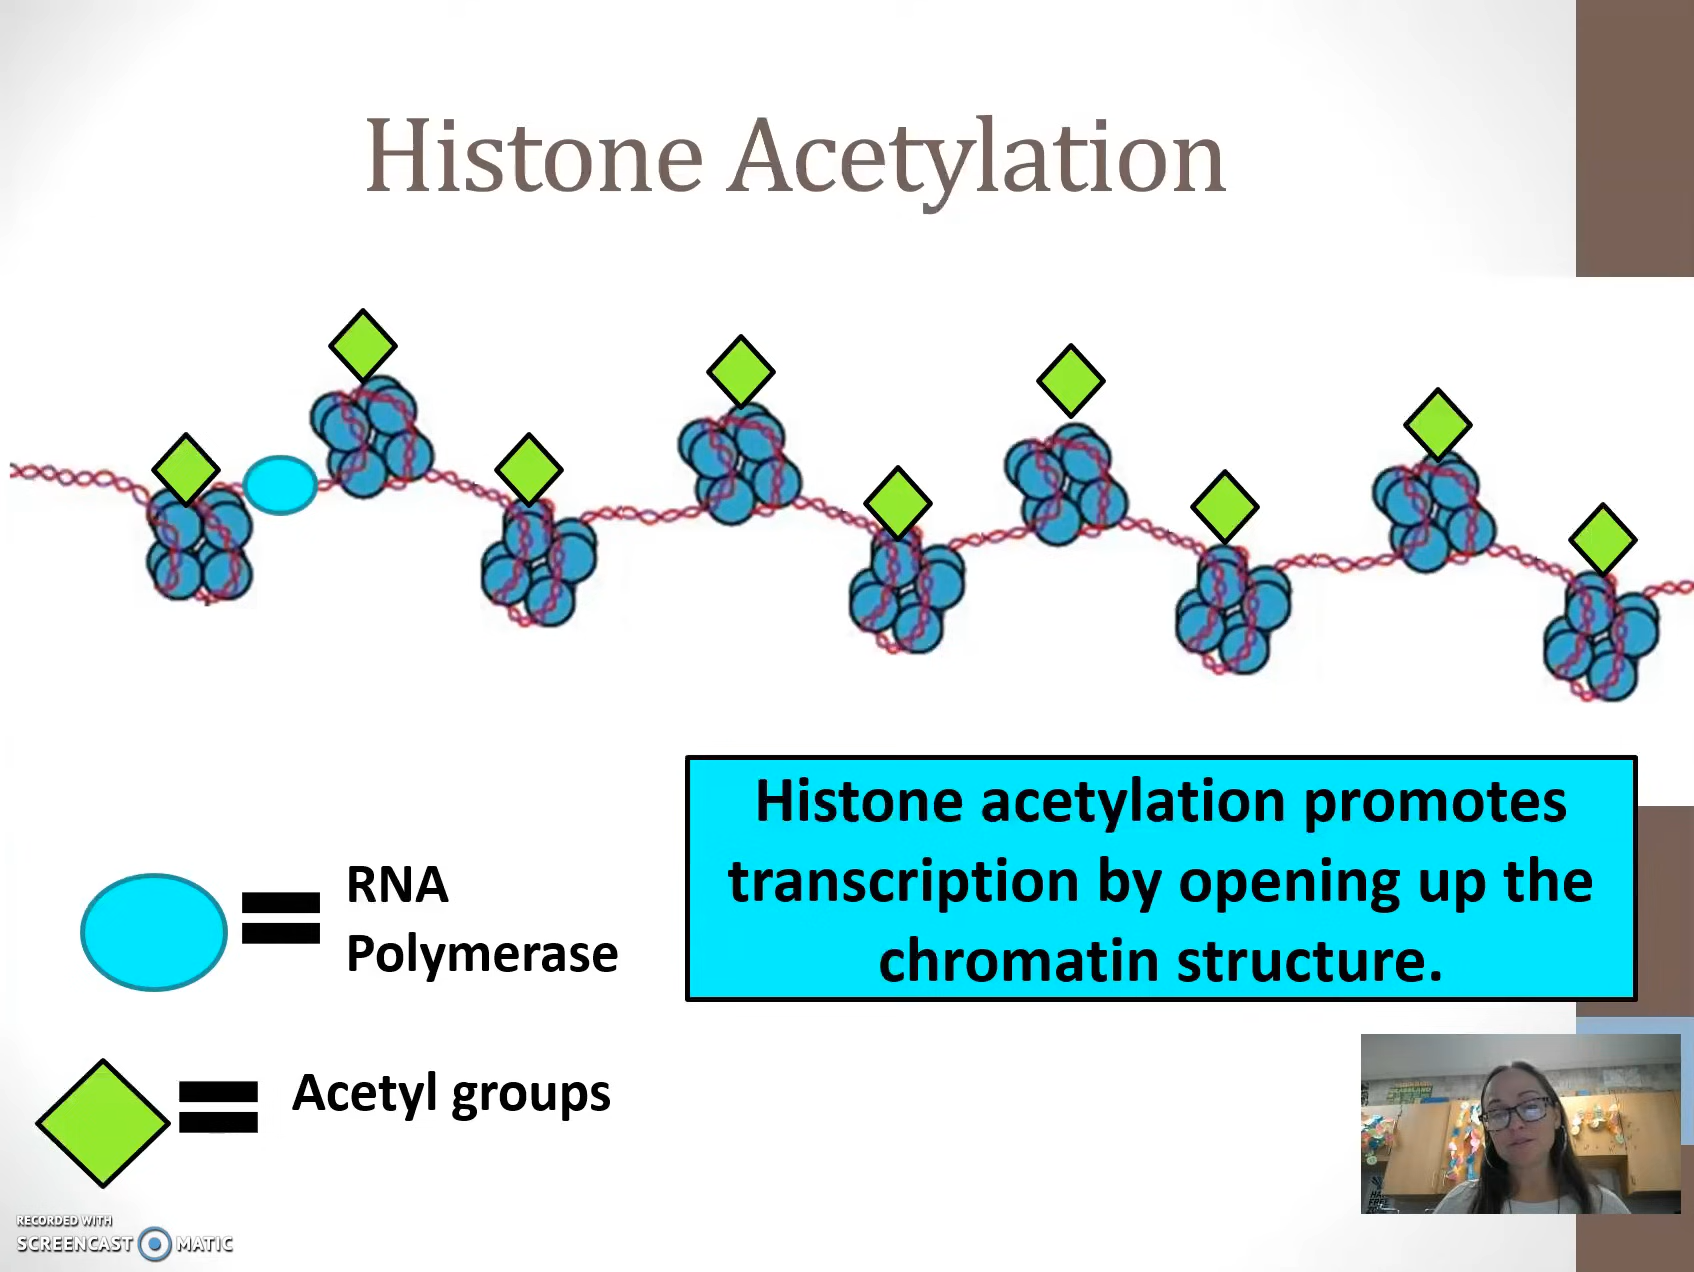 Histone Acetylation
Histone acetylation promotes
transcription by opening up the
chromatin structure.
RNA
Polymerase
Acetyl groups
RECORDED WITH
SCREENCAST MATIC